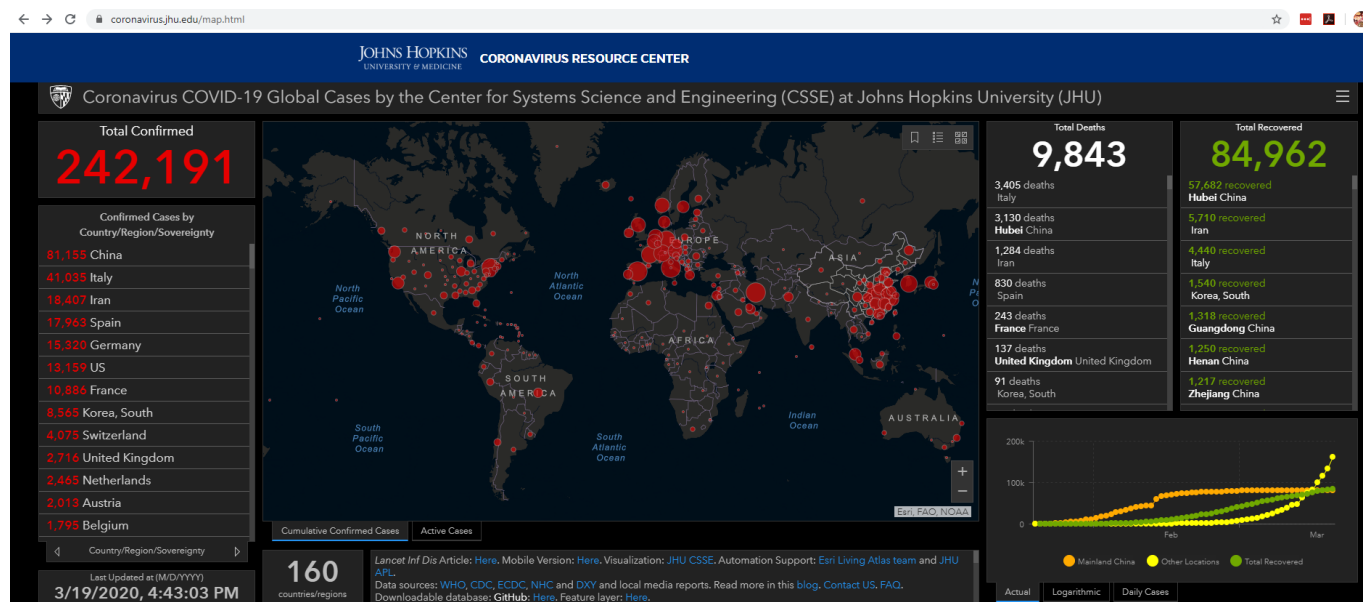 coronavirus.jhu.edu/map.html
JOHNS HOPKINS
UNIVERSITY & MEDICINE
CORONAVIRUS RESOURCE CENTER
Coronavirus COVID-19 Global Cases by the Center for Systems Science and Engineering (CSSE) at Johns Hopkins University (JHU)
Total Confirmed
242,191
Confirmed Cases by
Country/Region/Sovereignty
81,155 China
41,035 Italy
18,407 Iran
17,963 Spain
15,320 Germany
13,159 US
10,886 France
8,565 Korea, South
4,075 Switzerland
2,716 United Kingdom
2,465 Netherlands
2,013 Austria
1,795 Belgium
Country/Region/Sovereignty
Last Updated at (M/D/YYYY)
3/19/2020, 4:43:03 PM
NORTH
AMERICA
EUROPE
ASIA
North
Pacific
Ocean
North
Atlantic
Ocean
AFRICA
SOUTH
AMERICA
Indian
Ocean
AUSTRALIA
South
Pacific
Ocean
South
Atlantic
Ocean
+
−
Esri, FAO, NOAA
Cumulative Confirmed Cases
Active Cases
160
countries/regions
Lancet Inf Dis Article: Here. Mobile Version: Here. Visualization: JHU CSSE. Automation Support: Esri Living Atlas team and JHU
APL.
Data sources: WHO, CDC, ECDC, NHC and DXY and local media reports. Read more in this blog. Contact US. FAQ.
Downloadable database: GitHub: Here. Feature layer: Here.
Total Deaths
9,843
3,405 deaths
Italy
3,130 deaths
Hubei China
1,284 deaths
Iran
830 deaths
Spain
243 deaths
France France
137 deaths
United Kingdom United Kingdom
91 deaths
Korea, South
Total Recovered
84,962
57,682 recovered
Hubei China
5,710 recovered
Iran
4,440 recovered
Italy
1,540 recovered
Korea, South
1,318 recovered
Guangdong China
1,250 recovered
Henan China
1,217 recovered
Zhejiang China
200k
100k
0
Feb
Mar
Mainland China
Other Locations
Total Recovered
Actual
Logarithmic
Daily Cases